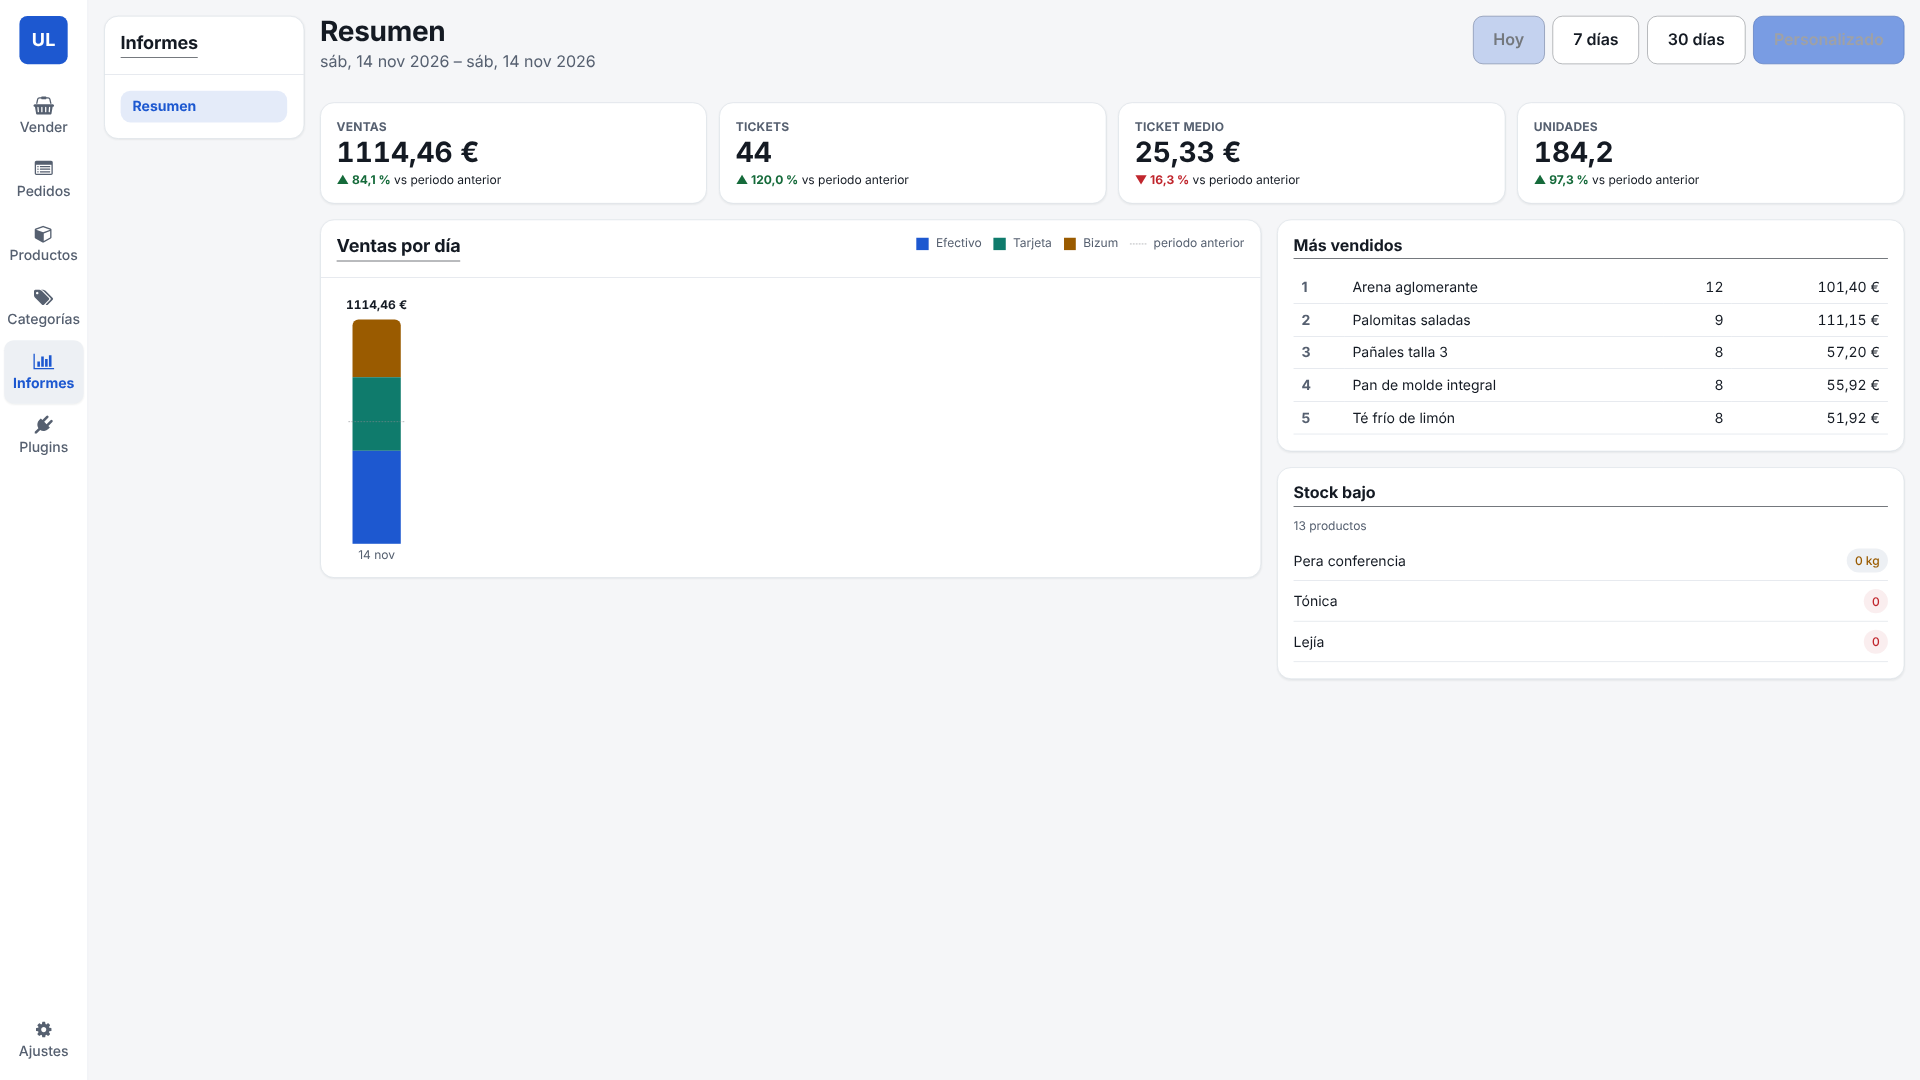 UL
Vender
Pedidos
Productos
Categorías
Informes
Plugins
Ajustes
Informes
Resumen
Resumen
sáb, 14 nov 2026 – sáb, 14 nov 2026
Hoy
7 días
30 días
Personalizado
VENTAS
1114,46 €
▲ 84,1 % vs periodo anterior
TICKETS
44
▲ 120,0 % vs periodo anterior
TICKET MEDIO
25,33 €
▼ 16,3 % vs periodo anterior
UNIDADES
184,2
▲ 97,3 % vs periodo anterior
Ventas por día
Efectivo Tarjeta Bizum periodo anterior
1114,46 €
14 nov
Más vendidos
1 Arena aglomerante 12 101,40 €
2 Palomitas saladas 9 111,15 €
3 Pañales talla 3 8 57,20 €
4 Pan de molde integral 8 55,92 €
5 Té frío de limón 8 51,92 €
Stock bajo
13 productos
Pera conferencia 0 kg
Tónica 0
Lejía 0